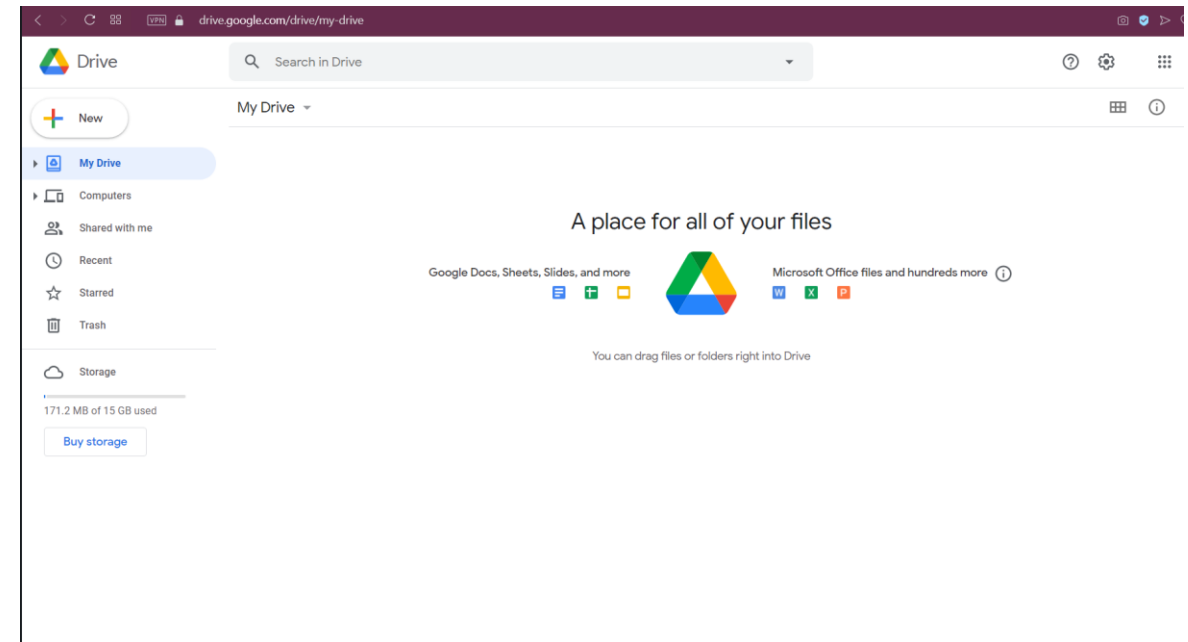 VPN drive.google.com/drive/my-drive
Drive
Search in Drive
My Drive
New
My Drive
Computers
Shared with me
Recent
Starred
Trash
Storage
171.2 MB of 15 GB used
Buy storage
A place for all of your files
Google Docs, Sheets, Slides, and more
Microsoft Office files and hundreds more
W X P
You can drag files or folders right into Drive